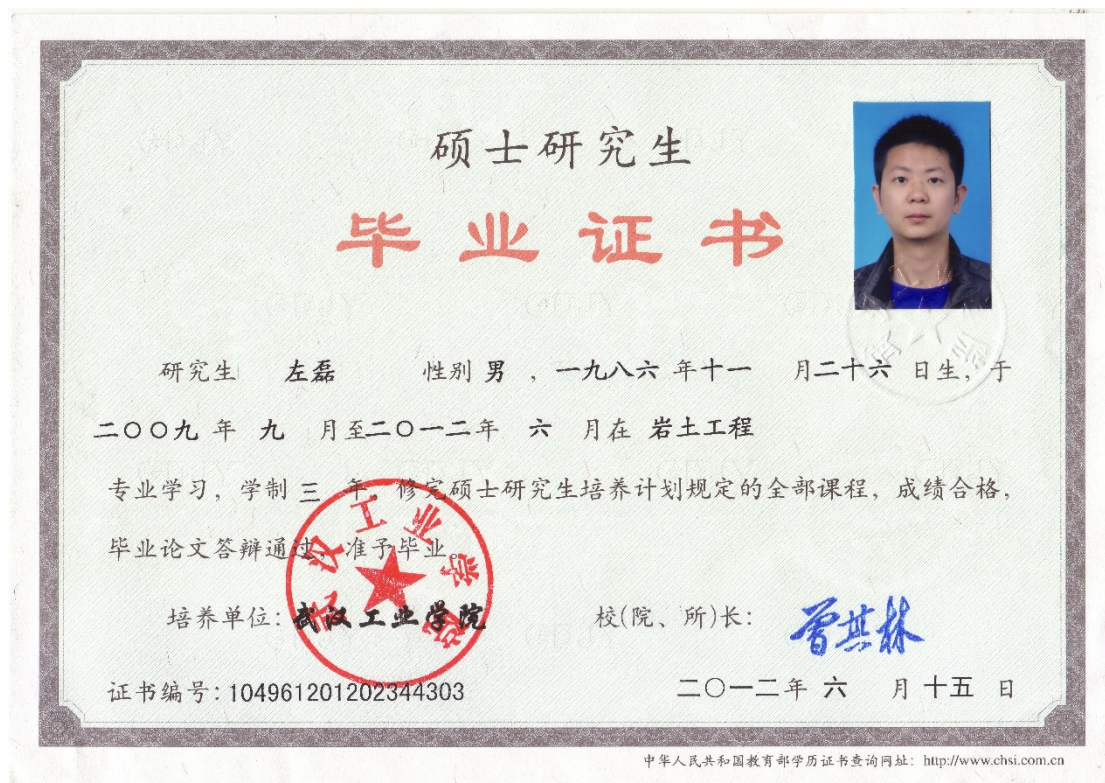 硕士研究生
毕业证书
研究生 左磊 性别 男 ，一九八六 年十一 月二十六 日生，于
二〇〇九 年 九 月至二〇一二年 六 月在 岩土工程
专业学习，学制 三 年，修完硕士研究生培养计划规定的全部课程，成绩合格，
毕业论文答辩通过，准予毕业。
武汉工业学院
培养单位：武汉工业学院 校(院、所)长：曾其林
证书编号：104961201202344303 二〇一二年 六 月 十五 日
中华人民共和国教育部学历证书查询网址：http://www.chsi.com.cn